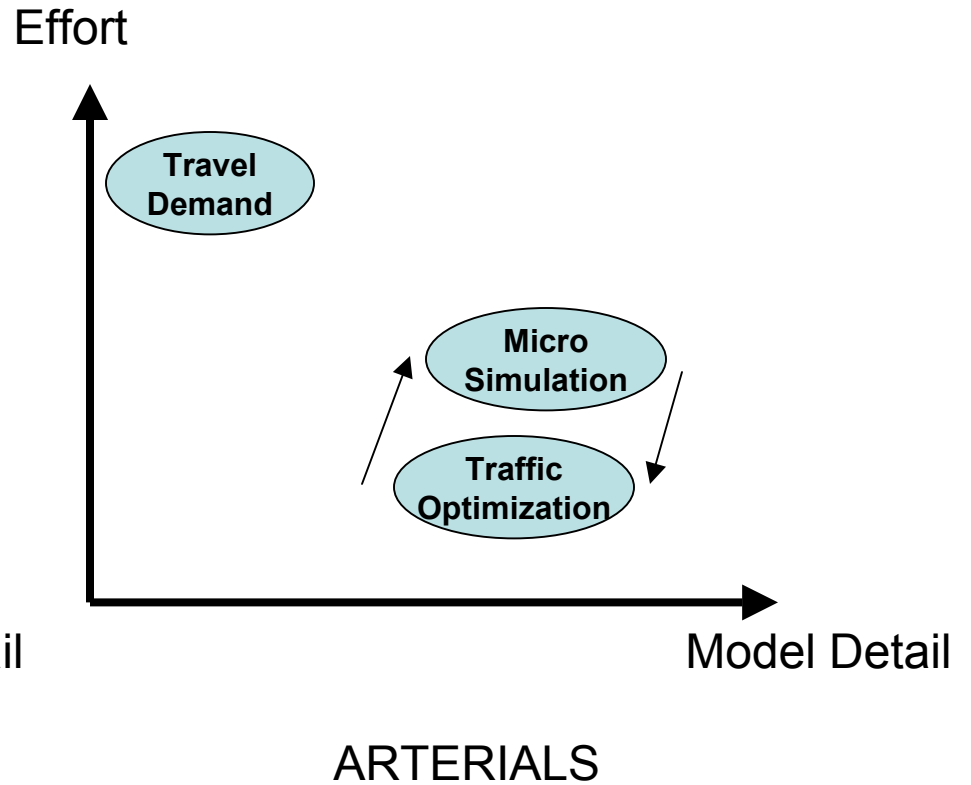 Effort
Travel
Demand
Micro
Simulation
Traffic
Optimization
il
Model Detail
ARTERIALS